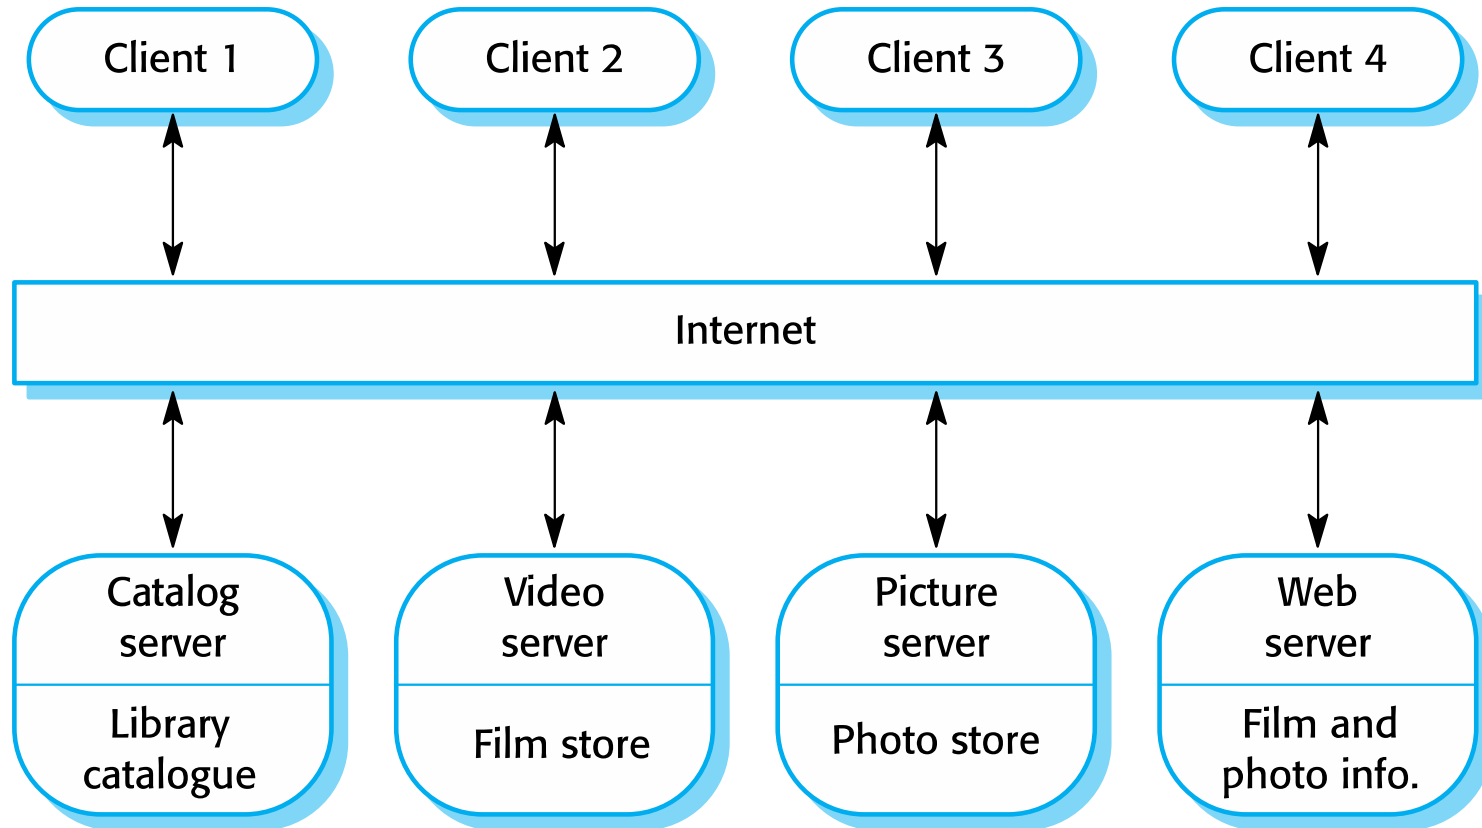 Client 1
Client 2
Client 3
Client 4
Internet
Catalog
server
Library
catalogue
Video
server
Film store
Picture
server
Photo store
Web
server
Film and
photo info.